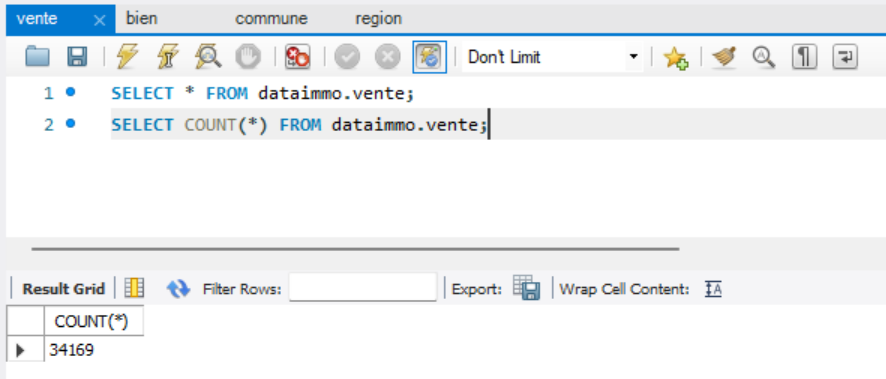 vente × bien commune region
Don't Limit
1 SELECT * FROM dataimmo.vente;
2 SELECT COUNT(*) FROM dataimmo.vente;
Result Grid Filter Rows: Export: Wrap Cell Content: IA
COUNT(*)
34169